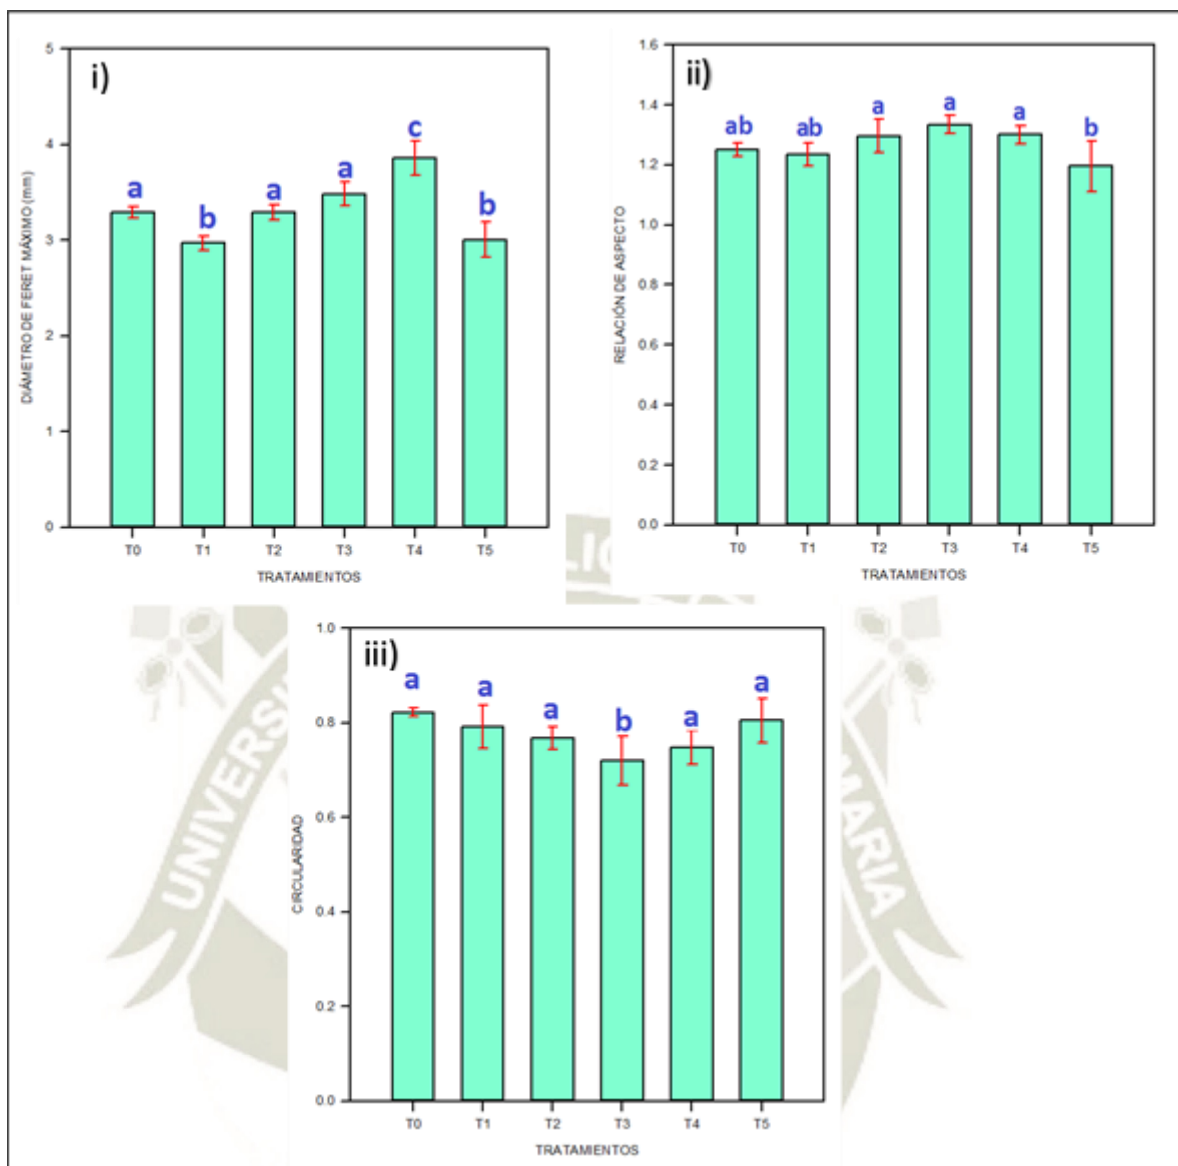 i)
DIÁMETRO DE FERET MÁXIMO (mm)
5
4
3
2
1
0
a
b
a
a
c
b
T0
T1
T2
T3
T4
T5
TRATAMIENTOS
ii)
RELACIÓN DE ASPECTO
1.6
1.4
1.2
1.0
0.8
0.6
0.4
0.2
0.0
ab
ab
a
a
a
b
T0
T1
T2
T3
T4
T5
TRATAMIENTOS
iii)
CIRCULARIDAD
1.0
0.8
0.6
0.4
0.2
0.0
a
a
a
b
a
a
T0
T1
T2
T3
T4
T5
TRATAMIENTOS
MARIA